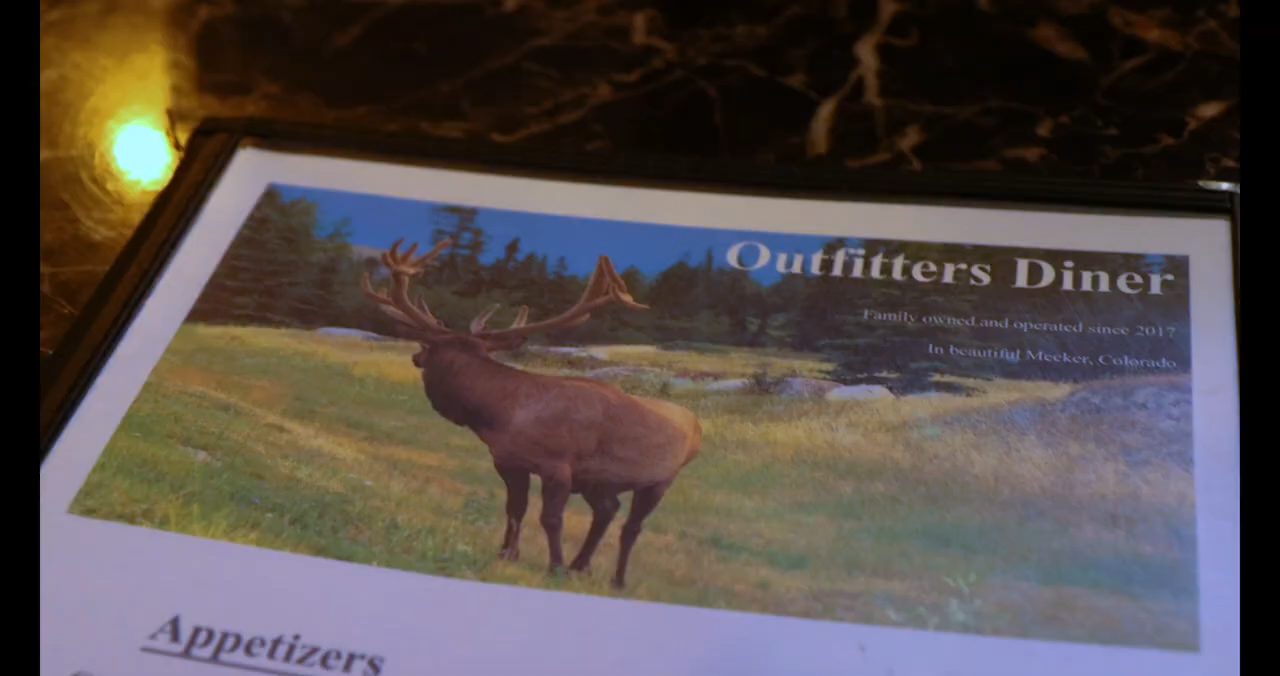 Outfitters Diner
Family owned and operated since 2017
In beautiful Meeker, Colorado
Appetizers